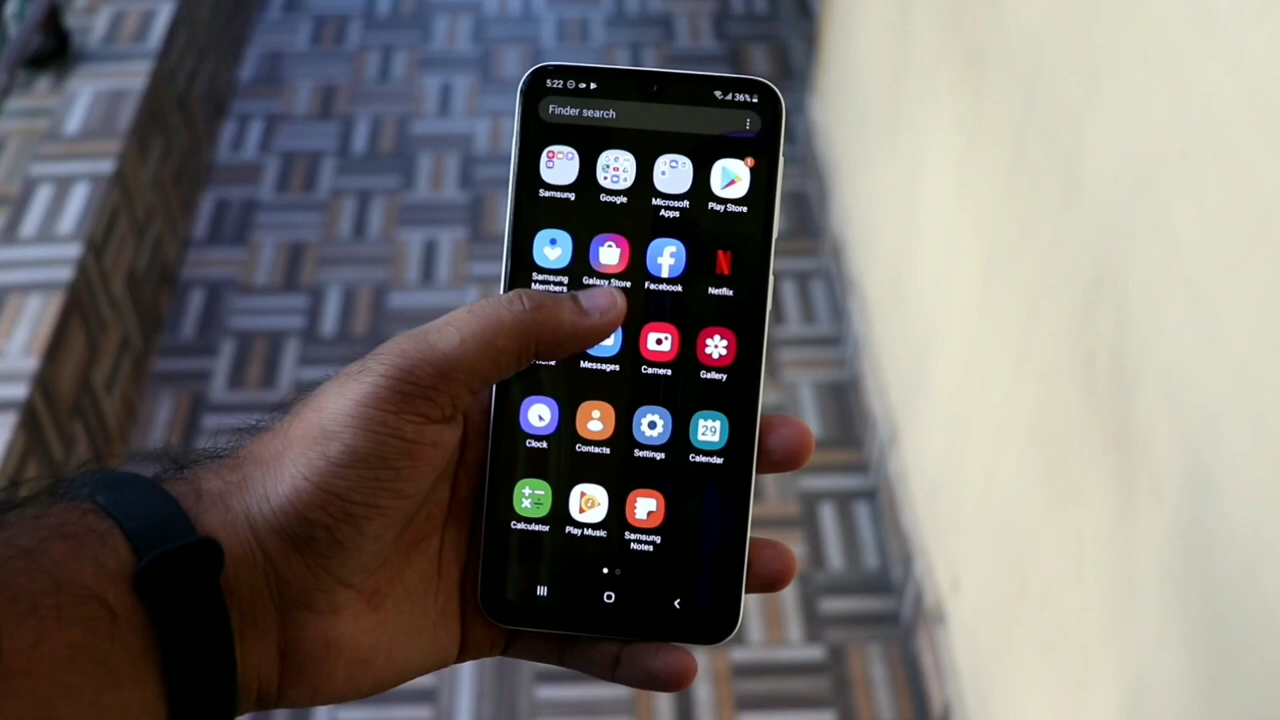 5:22
36%
Finder search
Samsung
Google
Microsoft
Apps
Play Store
Samsung
Members
Galaxy Store
Facebook
N
Netflix
Messages
Camera
Gallery
Clock
Contacts
Settings
29
Calendar
Calculator
Play Music
Samsung
Notes